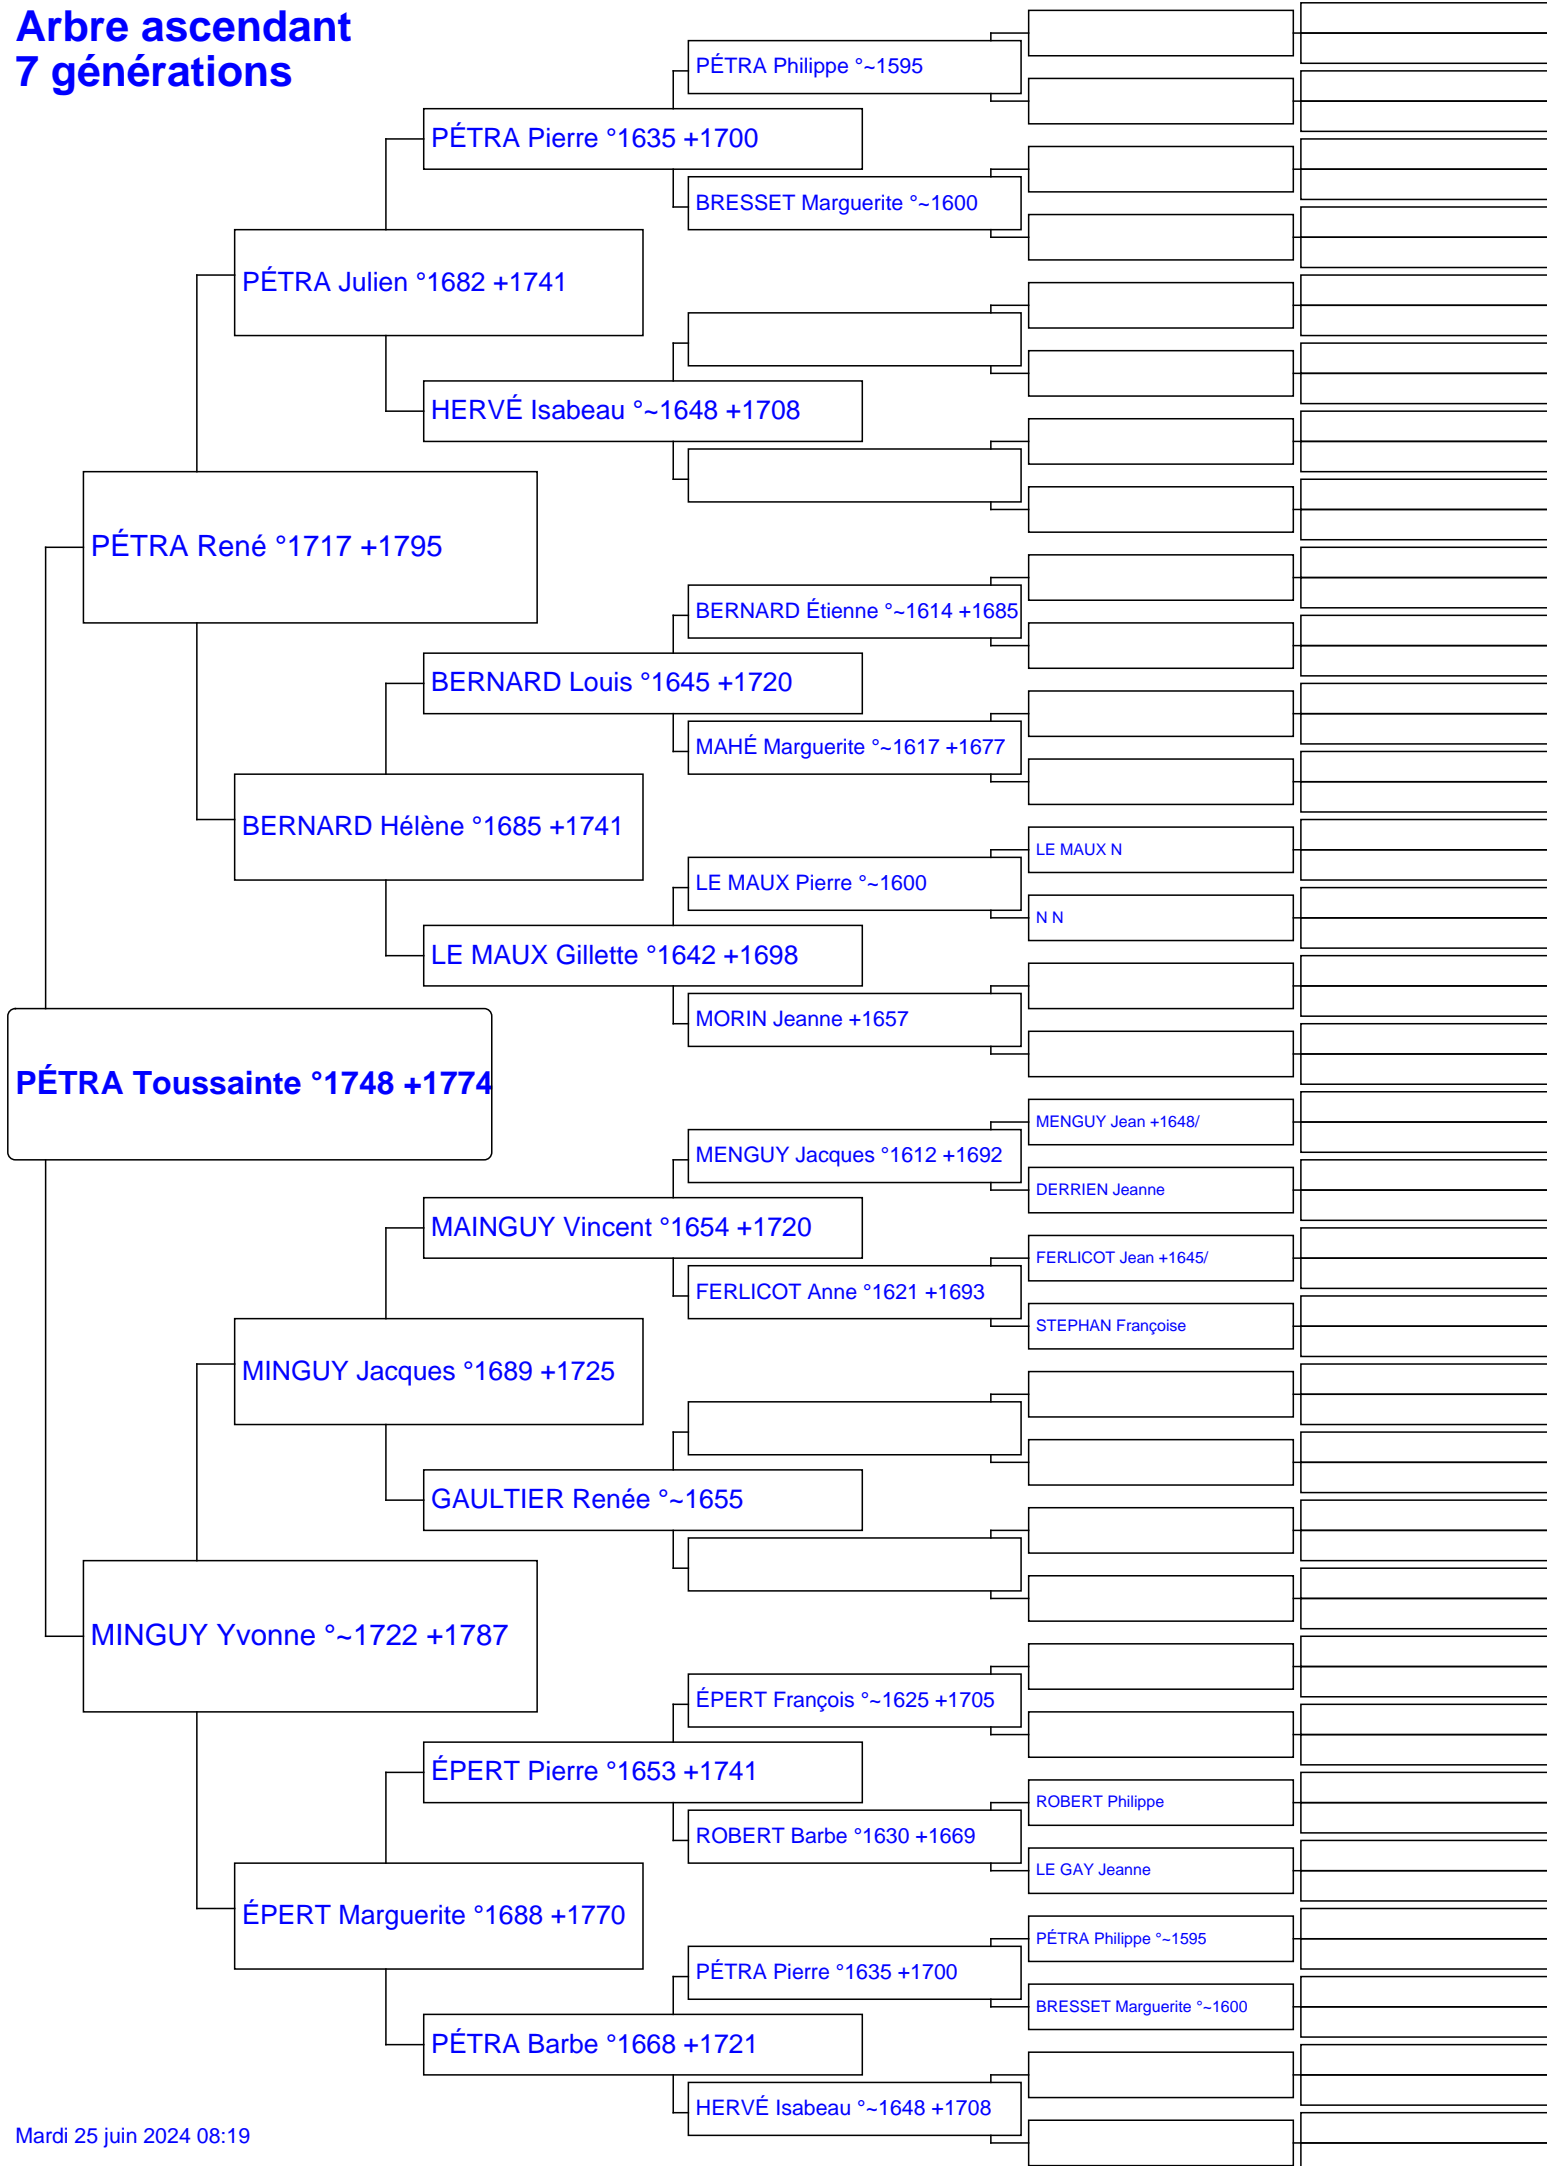 Arbre ascendant
7 générations
PÉTRA Philippe °~1595
PÉTRA Pierre °1635 +1700
BRESSET Marguerite °~1600
PÉTRA Julien °1682 +1741
HERVÉ Isabeau °~1648 +1708
PÉTRA René °1717 +1795
BERNARD Étienne °~1614 +1685
BERNARD Louis °1645 +1720
MAHÉ Marguerite °~1617 +1677
BERNARD Hélène °1685 +1741
LE MAUX N
LE MAUX Pierre °~1600
N N
LE MAUX Gillette °1642 +1698
MORIN Jeanne +1657
PÉTRA Toussainte °1748 +1774
MENGUY Jean +1648/
MENGUY Jacques °1612 +1692
DERRIEN Jeanne
MAINGUY Vincent °1654 +1720
FERLICOT Jean +1645/
FERLICOT Anne °1621 +1693
STEPHAN Françoise
MINGUY Jacques °1689 +1725
GAULTIER Renée °~1655
MINGUY Yvonne °~1722 +1787
ÉPERT François °~1625 +1705
ÉPERT Pierre °1653 +1741
ROBERT Philippe
ROBERT Barbe °1630 +1669
LE GAY Jeanne
ÉPERT Marguerite °1688 +1770
PÉTRA Philippe °~1595
PÉTRA Pierre °1635 +1700
BRESSET Marguerite °~1600
PÉTRA Barbe °1668 +1721
HERVÉ Isabeau °~1648 +1708
Mardi 25 juin 2024 08:19